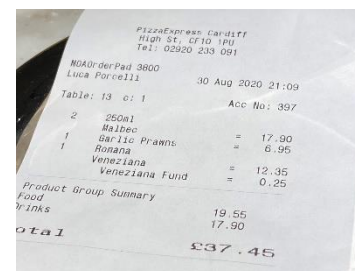 PizzaExpress Cardiff
High St, CF10 1PU
Tel: 02920 233 091
NOAOrderPad 3800
Luca Porcelli
30 Aug 2020 21:09
Table: 13 c: 1
Acc No: 397
2 250ml
Malbec = 17.90
1 Garlic Prawns = 6.95
1 Romana
Veneziana = 12.35
Veneziana Fund = 0.25
Product Group Summary
Food 19.55
Drinks 17.90
otal £37.45